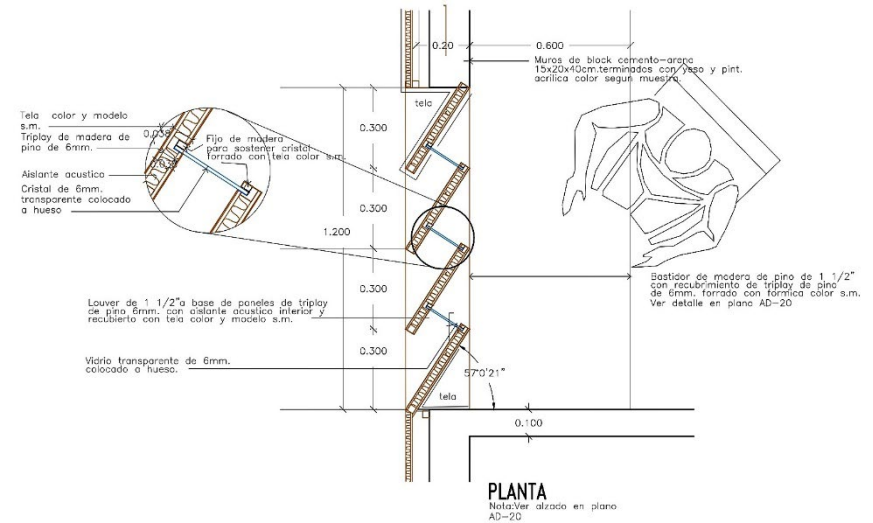 0.20
0.600
Muros de block cemento-arena
15x20x40cm.terminados con yeso y pint.
acrilica color segun muestra.
tela
Tela color y modelo
s.m.
Triplay de madera de
pino de 6mm.
Aislante acustico
Cristal de 6mm.
transparente colocado
a hueso
0.038
Fijo de madera
para sostener cristal
forrado con tela color s.m.
0.300
0.300
1.200
0.300
0.300
Bastidor de madera de pino de 1 1/2"
con recubrimiento de triplay de pino
de 6mm. forrado con formica color s.m.
Ver detalle en plano AD-20
Louver de 1 1/2"a base de paneles de triplay
de pino 6mm. con aislante acustico interior y
recubierto con tela color y modelo s.m.
Vidrio transparente de 6mm.
colocado a hueso.
57°0'21"
tela
0.100
PLANTA
Nota:Ver alzado en plano
AD-20